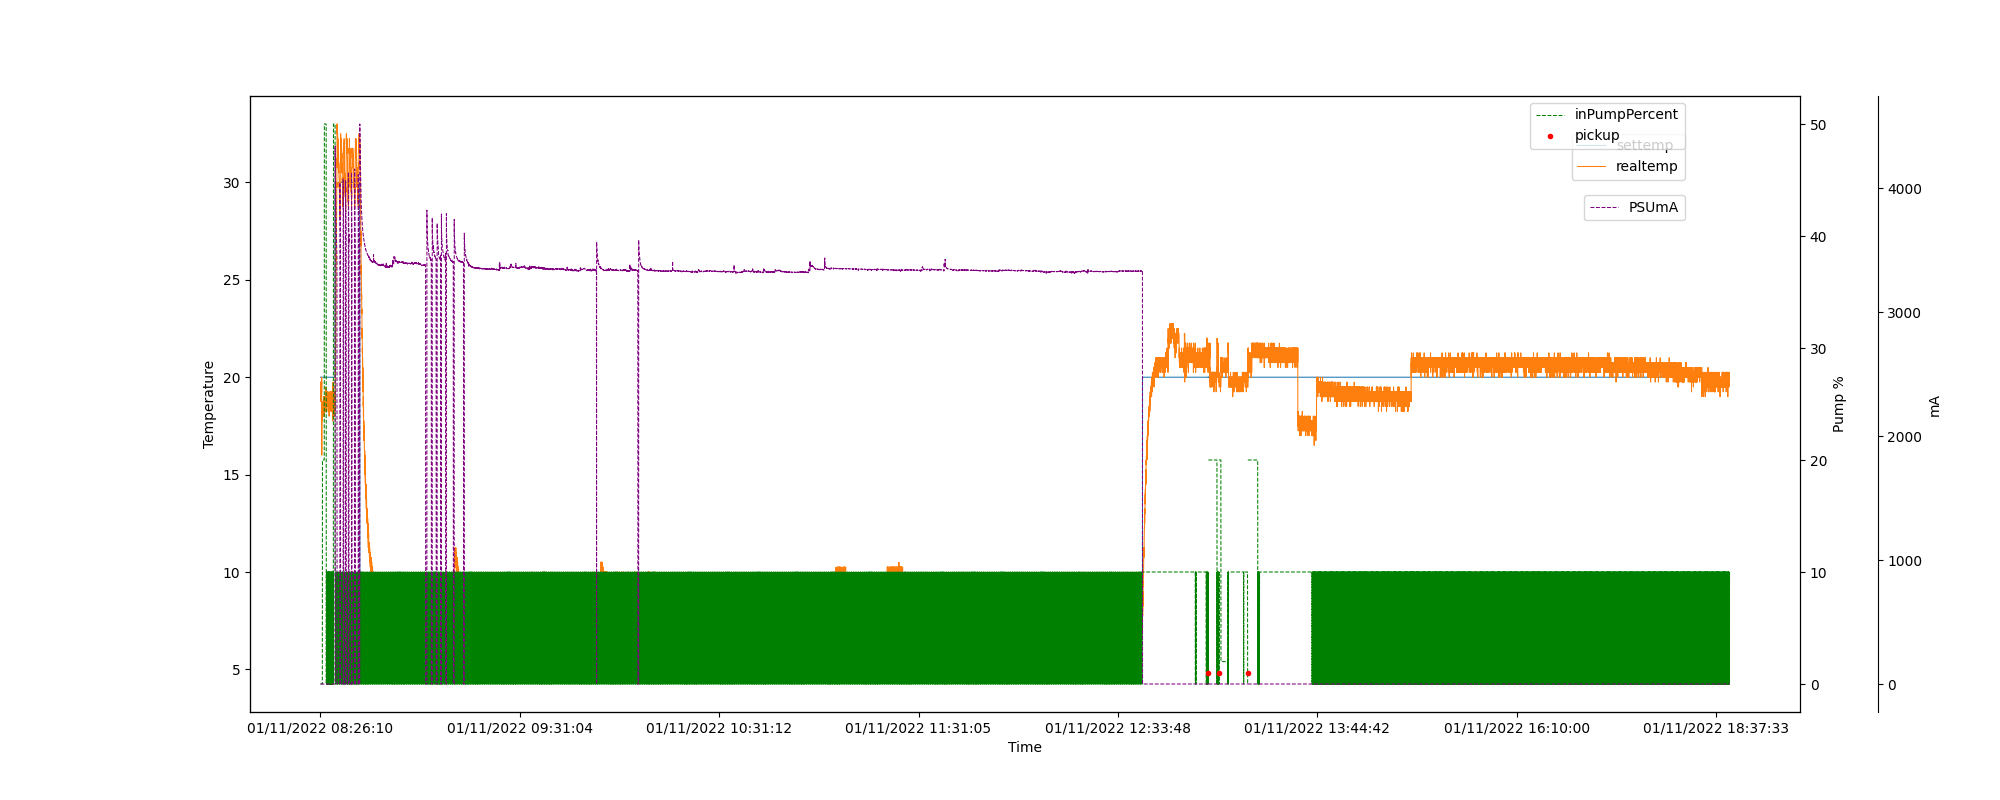 inPumpPercent
pickup
settemp
realtemp
PSUmA
30
25
20
15
10
5
Temperature
50
40
30
20
10
0
Pump %
4000
3000
2000
1000
0
mA
01/11/2022 08:26:10
01/11/2022 09:31:04
01/11/2022 10:31:12
01/11/2022 11:31:05
01/11/2022 12:33:48
01/11/2022 13:44:42
01/11/2022 16:10:00
01/11/2022 18:37:33
Time